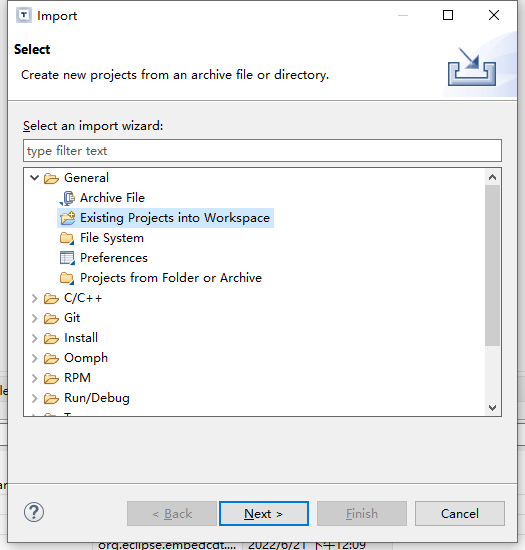 Import
Select
Create new projects from an archive file or directory.
Select an import wizard:
type filter text
General
Archive File
Existing Projects into Workspace
File System
Preferences
Projects from Folder or Archive
C/C++
Git
Install
Oomph
RPM
Run/Debug
< Back
Next >
Finish
Cancel
org.eclipse.embedcdt.... 2022/6/21 下午12:09